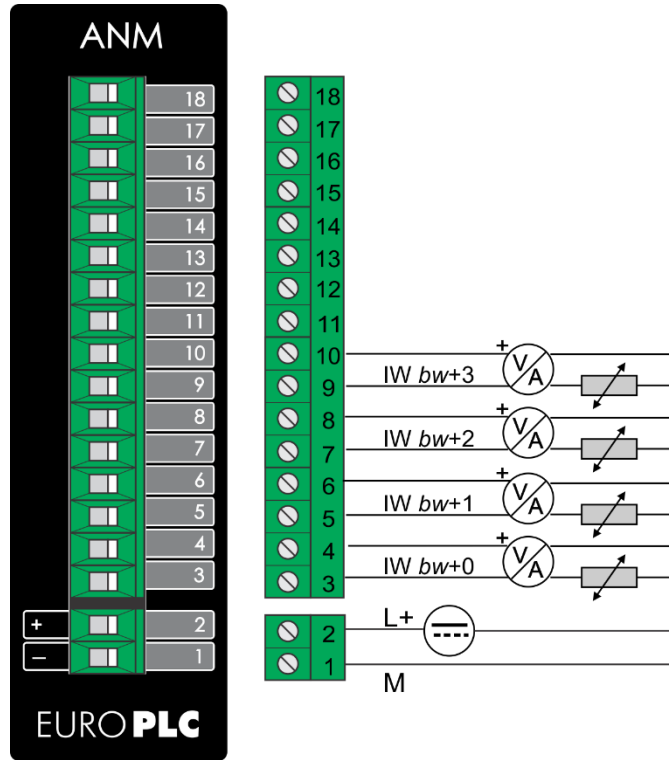 ANM
18
17
16
15
14
13
12
11
10
9
8
7
6
5
4
3
+ 2
– 1
EURO PLC
18
17
16
15
14
13
12
11
10 + V/A
9 IW bw+3
8 + V/A
7 IW bw+2
6 + V/A
5 IW bw+1
4 + V/A
3 IW bw+0
2 L+
1 M